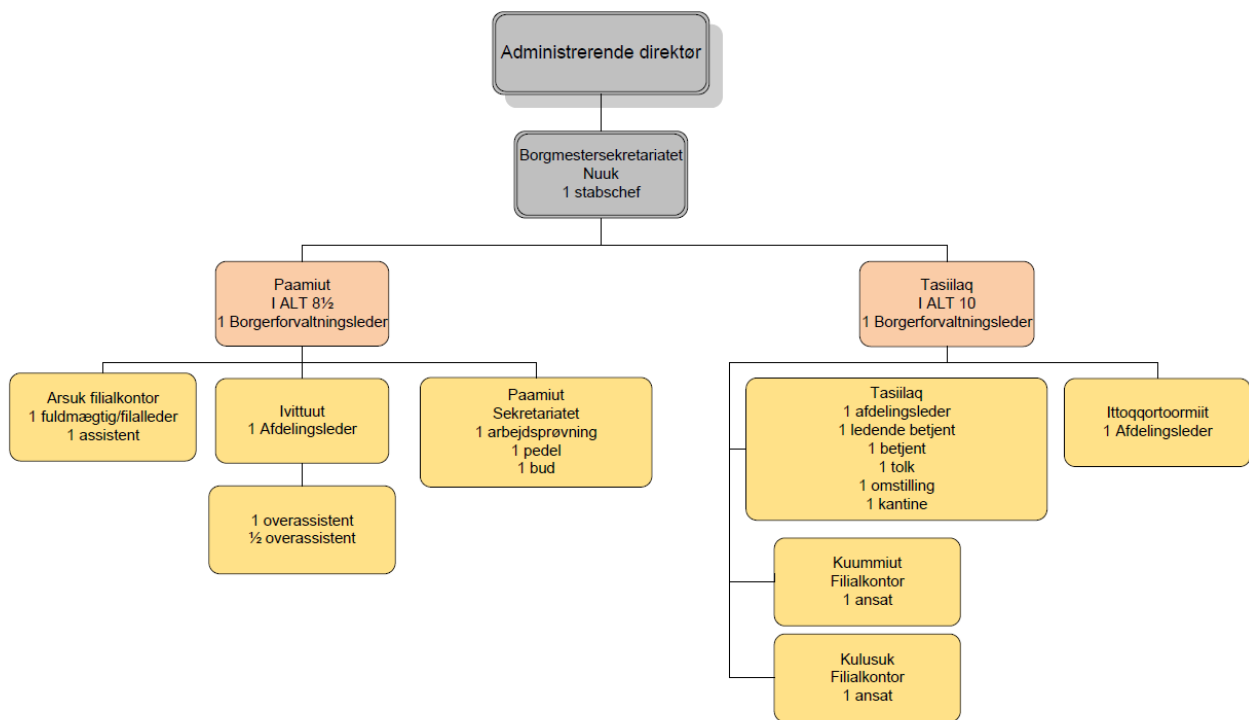 Administrerende direktør
Borgmestersekretariatet
Nuuk
1 stabschef
Paamiut
I ALT 8½
1 Borgerforvaltningsleder
Tasiilaq
I ALT 10
1 Borgerforvaltningsleder
Arsuk filialkontor
1 fuldmægtig/filalleder
1 assistent
Ivittuut
1 Afdelingsleder
Paamiut
Sekretariatet
1 arbejdsprøvning
1 pedel
1 bud
Tasiilaq
1 afdelingsleder
1 ledende betjent
1 betjent
1 tolk
1 omstilling
1 kantine
Ittoqqortoormiit
1 Afdelingsleder
1 overassistent
½ overassistent
Kuummiut
Filialkontor
1 ansat
Kulusuk
Filialkontor
1 ansat